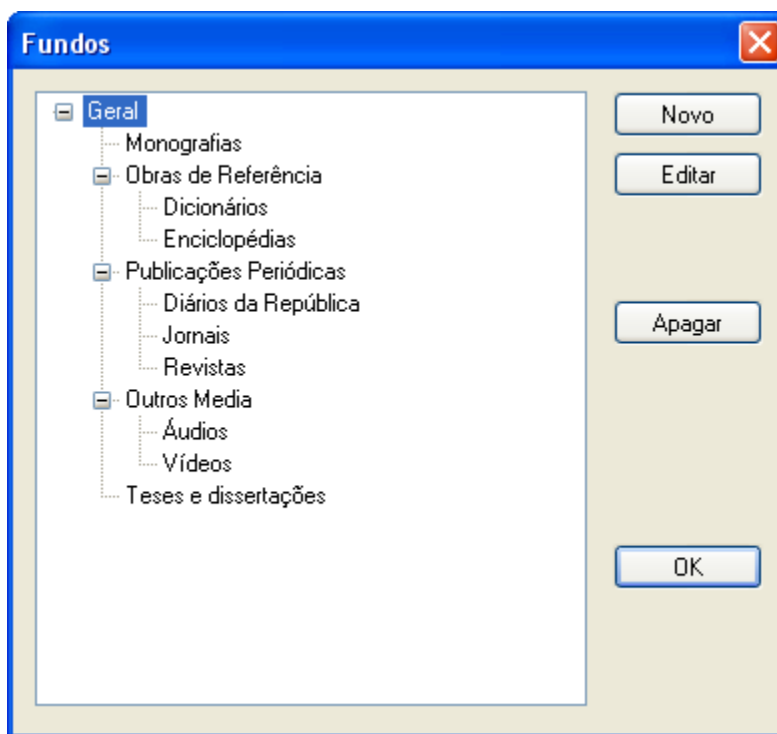 Fundos
Geral
Monografias
Obras de Referência
Dicionários
Enciclopédias
Publicações Periódicas
Diários da República
Jornais
Revistas
Outros Media
Áudios
Vídeos
Teses e dissertações
Novo
Editar
Apagar
OK